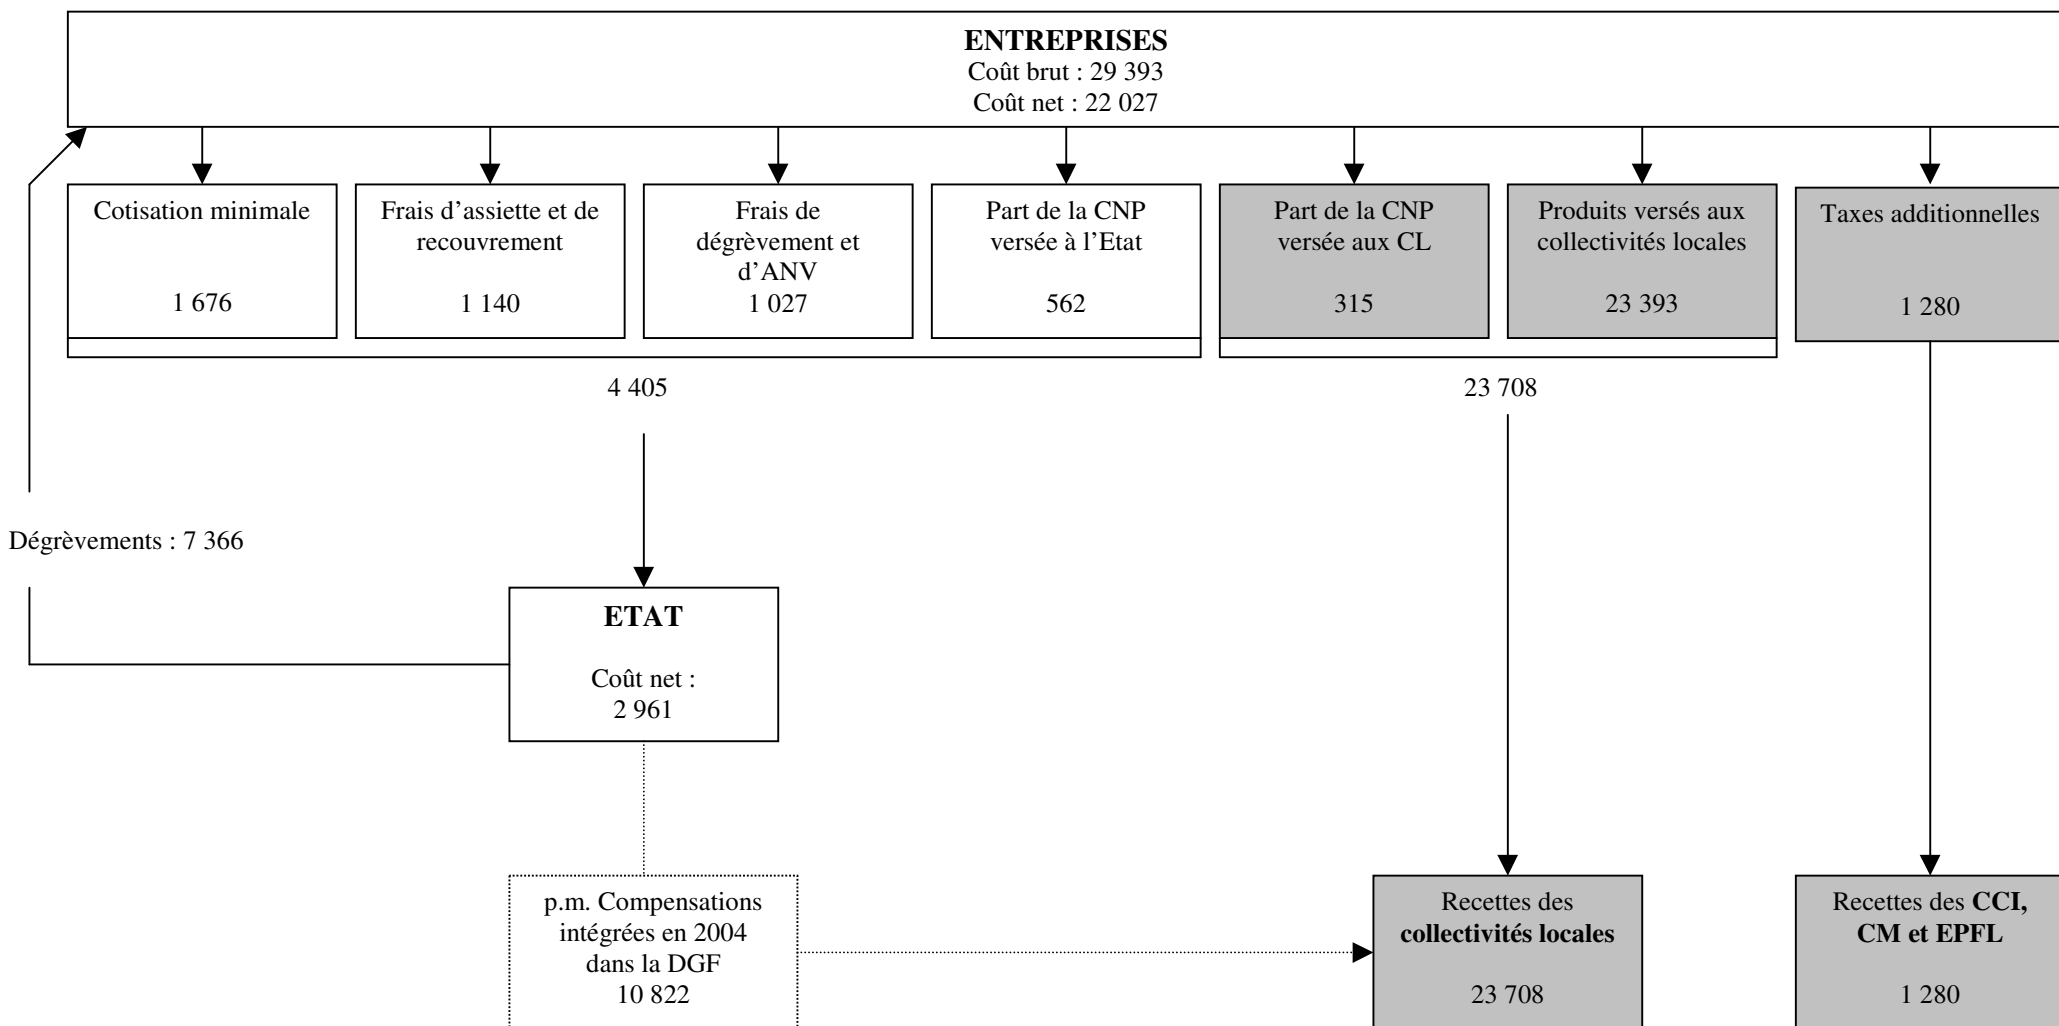 ENTREPRISES
Coût brut : 29 393
Coût net : 22 027
Cotisation minimale
1 676
Frais d’assiette et de
recouvrement
1 140
Frais de
dégrèvement et
d’ANV
1 027
Part de la CNP
versée à l’Etat
562
Part de la CNP
versée aux CL
315
Produits versés aux
collectivités locales
23 393
Taxes additionnelles
1 280
4 405
23 708
Dégrèvements : 7 366
ETAT
Coût net :
2 961
p.m. Compensations
intégrées en 2004
dans la DGF
10 822
Recettes des
collectivités locales
23 708
Recettes des CCI,
CM et EPFL
1 280